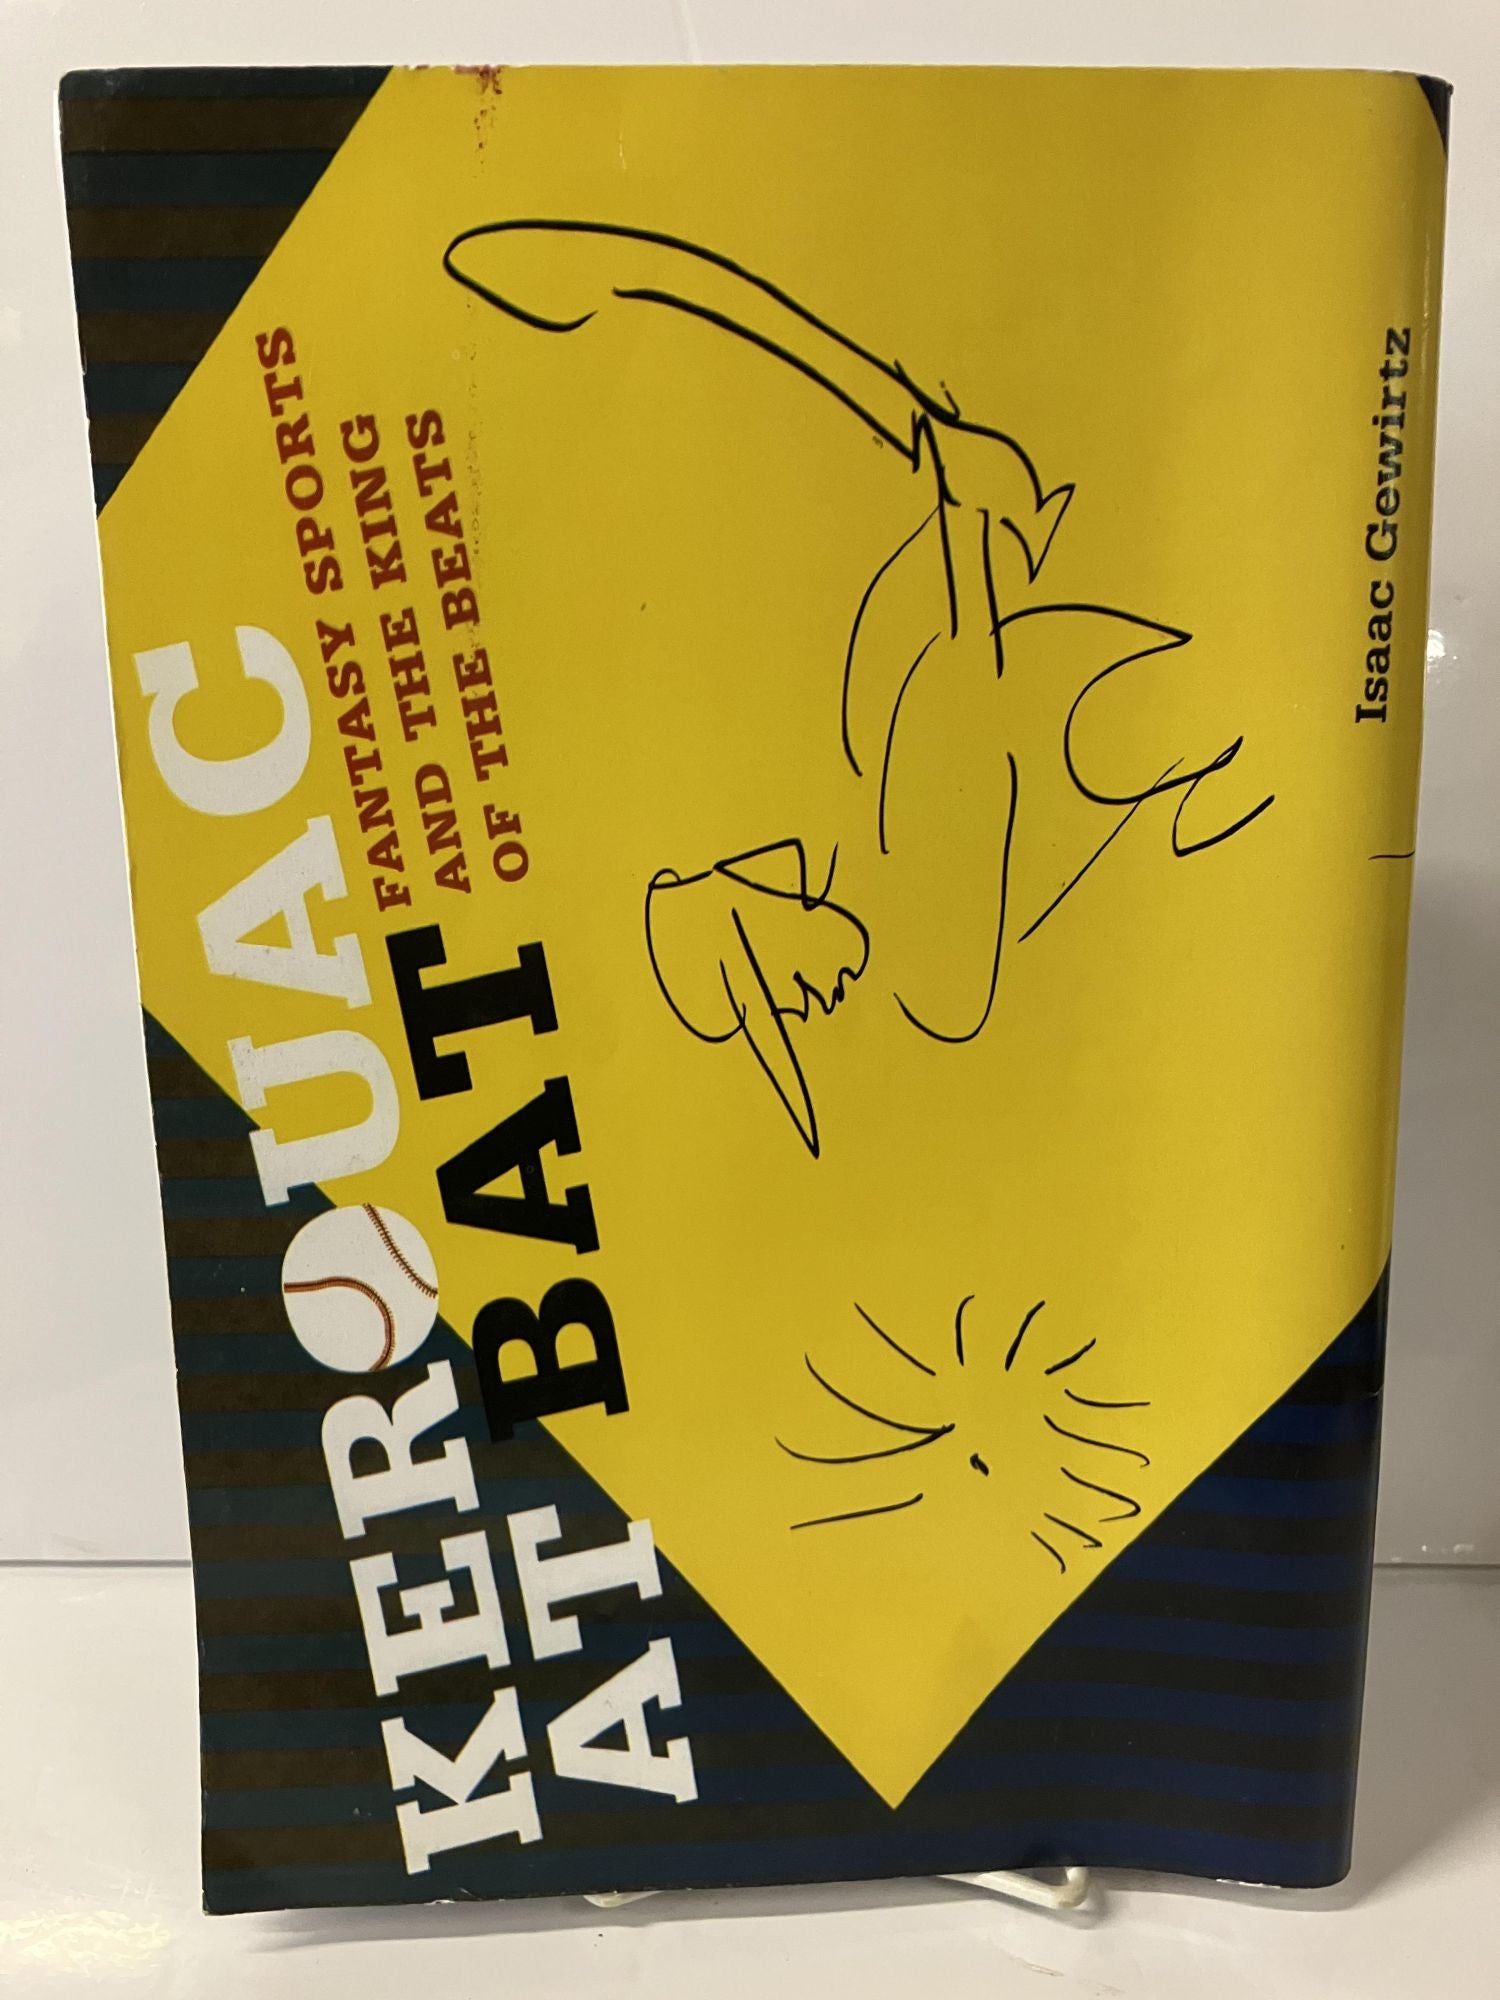 KEROUAC
AT BAT
FANTASY SPORTS
AND THE KING
OF THE BEATS
Isaac Gewirtz